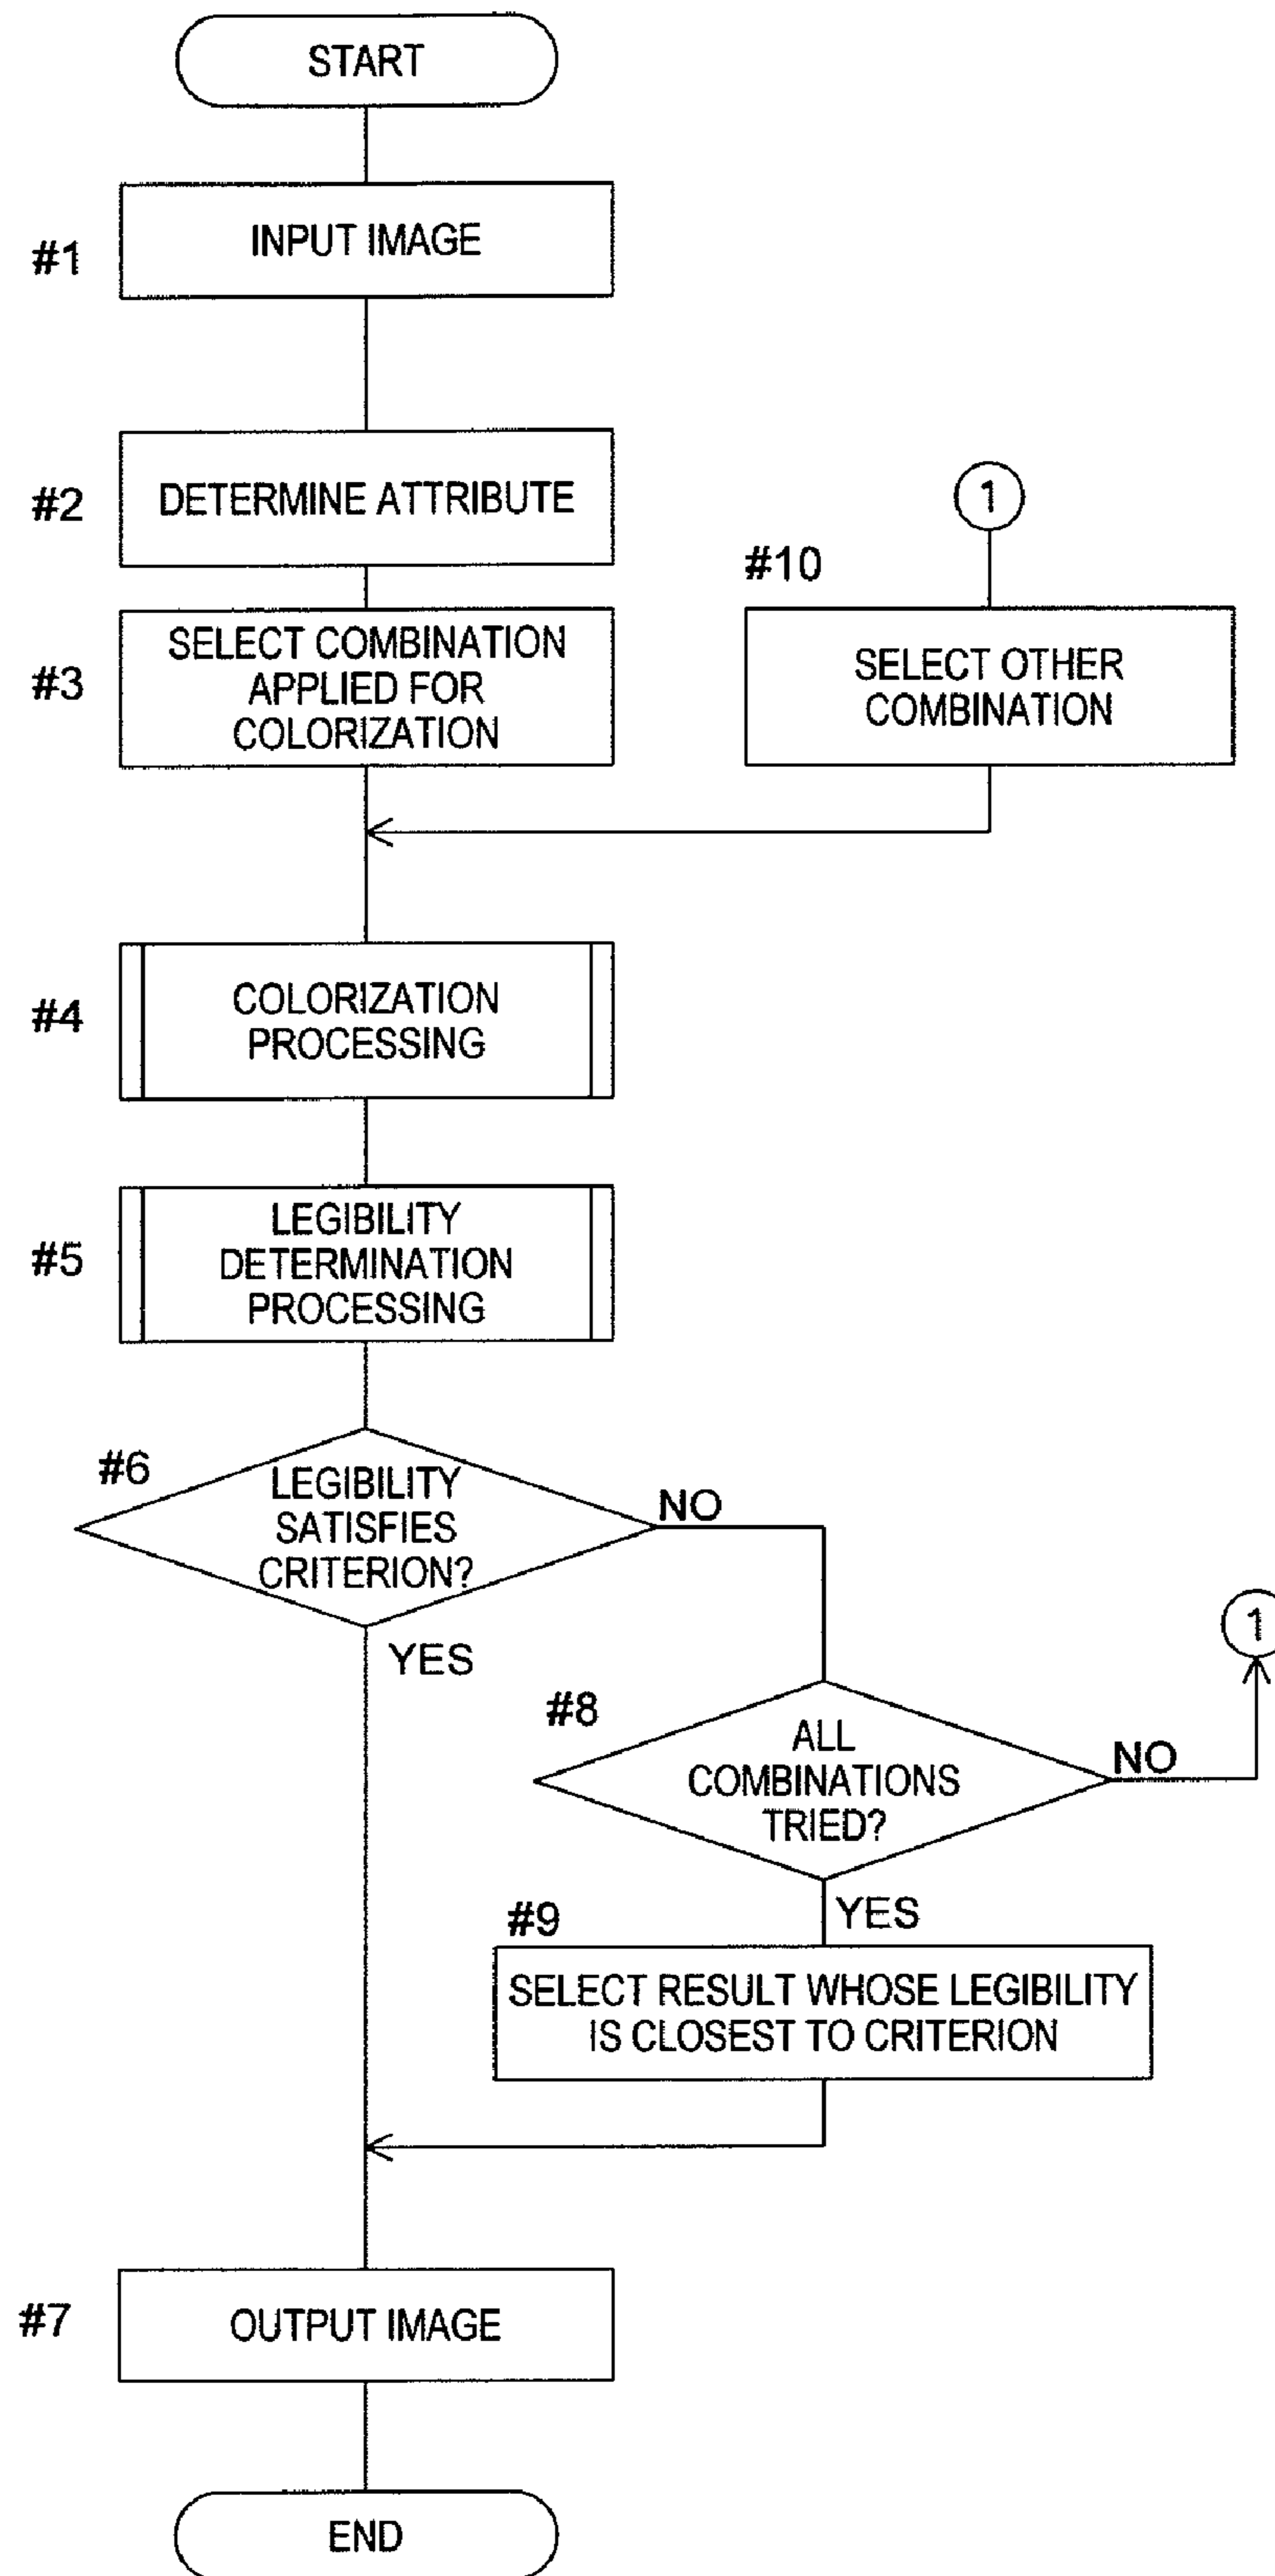 START
#1
INPUT IMAGE
#2
DETERMINE ATTRIBUTE
#3
SELECT COMBINATION
APPLIED FOR
COLORIZATION
1
#10
SELECT OTHER
COMBINATION
#4
COLORIZATION
PROCESSING
#5
LEGIBILITY
DETERMINATION
PROCESSING
#6
LEGIBILITY
SATISFIES
CRITERION?
NO
YES
#8
ALL
COMBINATIONS
TRIED?
NO
1
YES
#9
SELECT RESULT WHOSE LEGIBILITY
IS CLOSEST TO CRITERION
#7
OUTPUT IMAGE
END